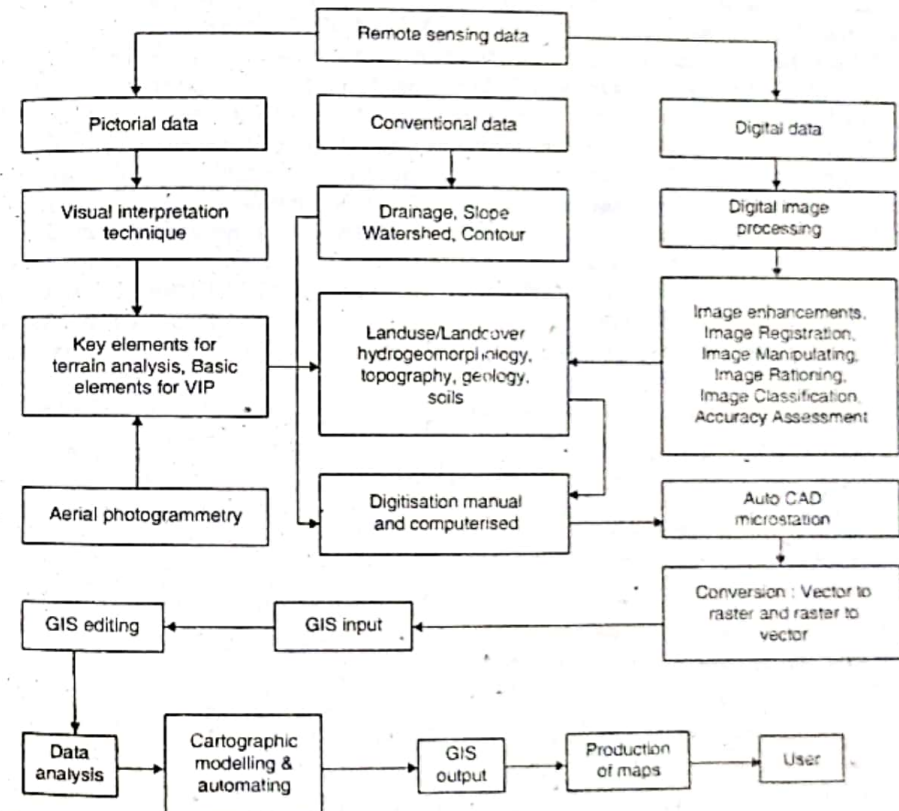 Remote sensing data
Pictorial data
Conventional data
Digital data
Visual interpretation
technique
Drainage, Slope
Watershed, Contour
Digital image
processing
Key elements for
terrain analysis, Basic
elements for VIP
Landuse/Landcover
hydrogeomorphology,
topography, geology,
soils
Image enhancements,
Image Registration,
Image Manipulating,
Image Rationing,
Image Classification,
Accuracy Assessment
Aerial photogrammetry
Digitisation manual
and computerised
Auto CAD
microstation
Conversion : Vector to
raster and raster to
vector
GIS input
GIS editing
Data
analysis
Cartographic
modelling &
automating
GIS
output
Production
of maps
User